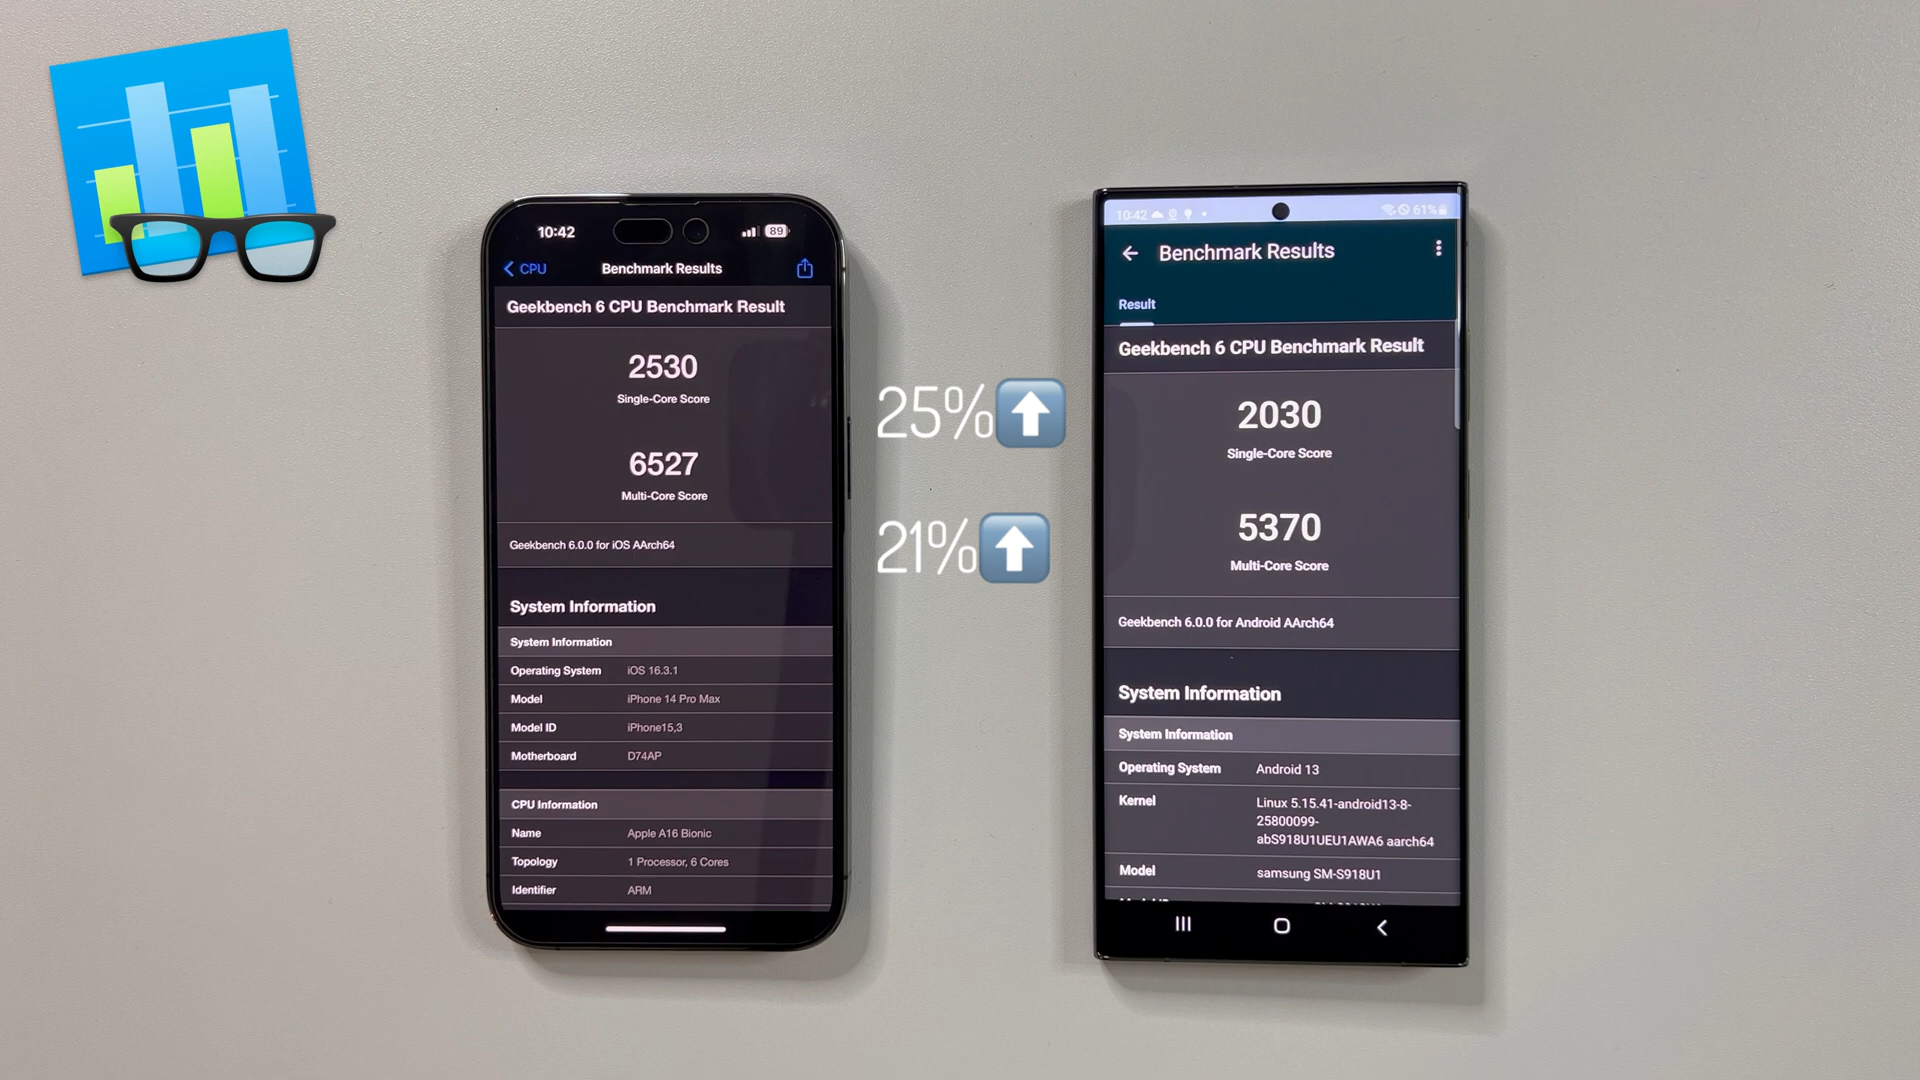 10:42
89
CPU
Benchmark Results
Geekbench 6 CPU Benchmark Result
2530
Single-Core Score
6527
Multi-Core Score
Geekbench 6.0.0 for iOS AArch64
System Information
System Information
Operating System iOS 16.3.1
Model iPhone 14 Pro Max
Model ID iPhone15,3
Motherboard D74AP
CPU Information
Name Apple A16 Bionic
Topology 1 Processor, 6 Cores
Identifier ARM
25%⬆️
21%⬆️
10:42
61%
Benchmark Results
Result
Geekbench 6 CPU Benchmark Result
2030
Single-Core Score
5370
Multi-Core Score
Geekbench 6.0.0 for Android AArch64
System Information
System Information
Operating System Android 13
Kernel Linux 5.15.41-android13-8-
25800099-
abS918U1UEU1AWA6 aarch64
Model samsung SM-S918U1